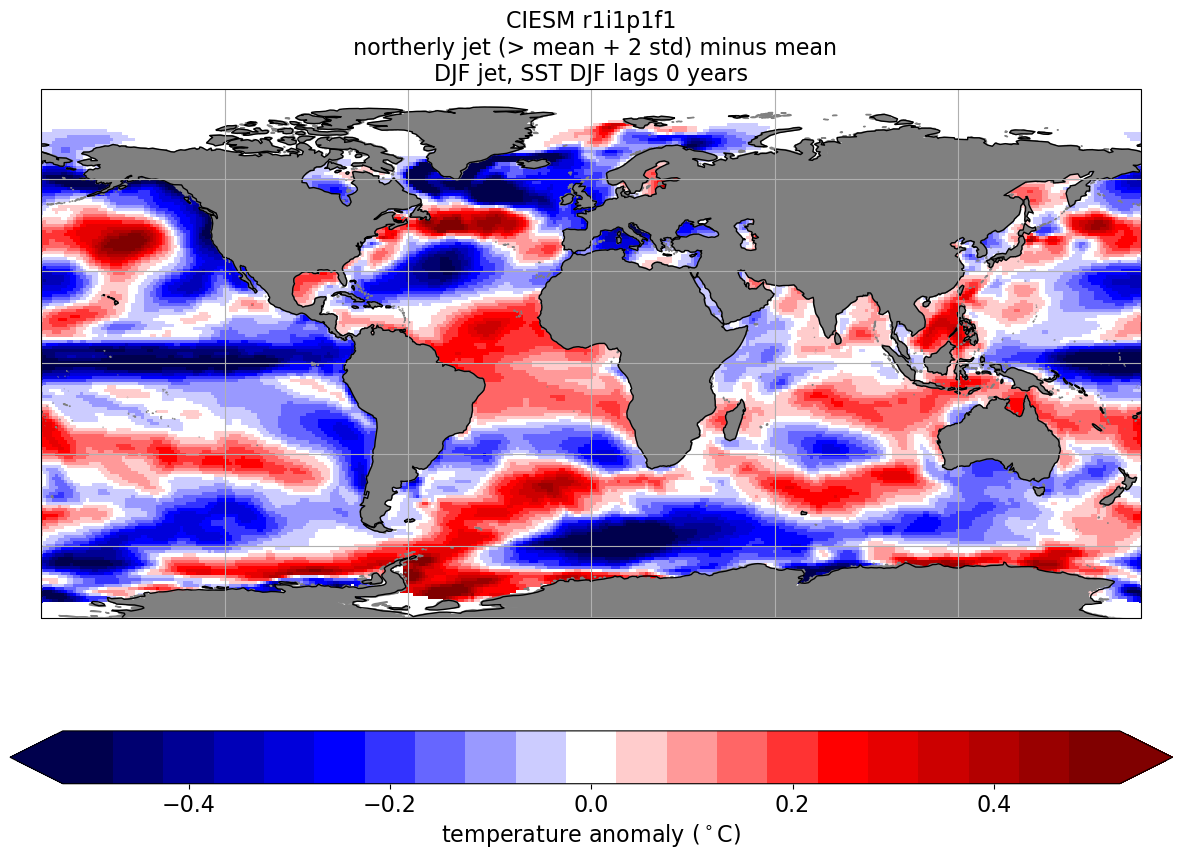 CIESM r1i1p1f1
northerly jet (> mean + 2 std) minus mean
DJF jet, SST DJF lags 0 years
−0.4 −0.2 0.0 0.2 0.4
temperature anomaly (°C)